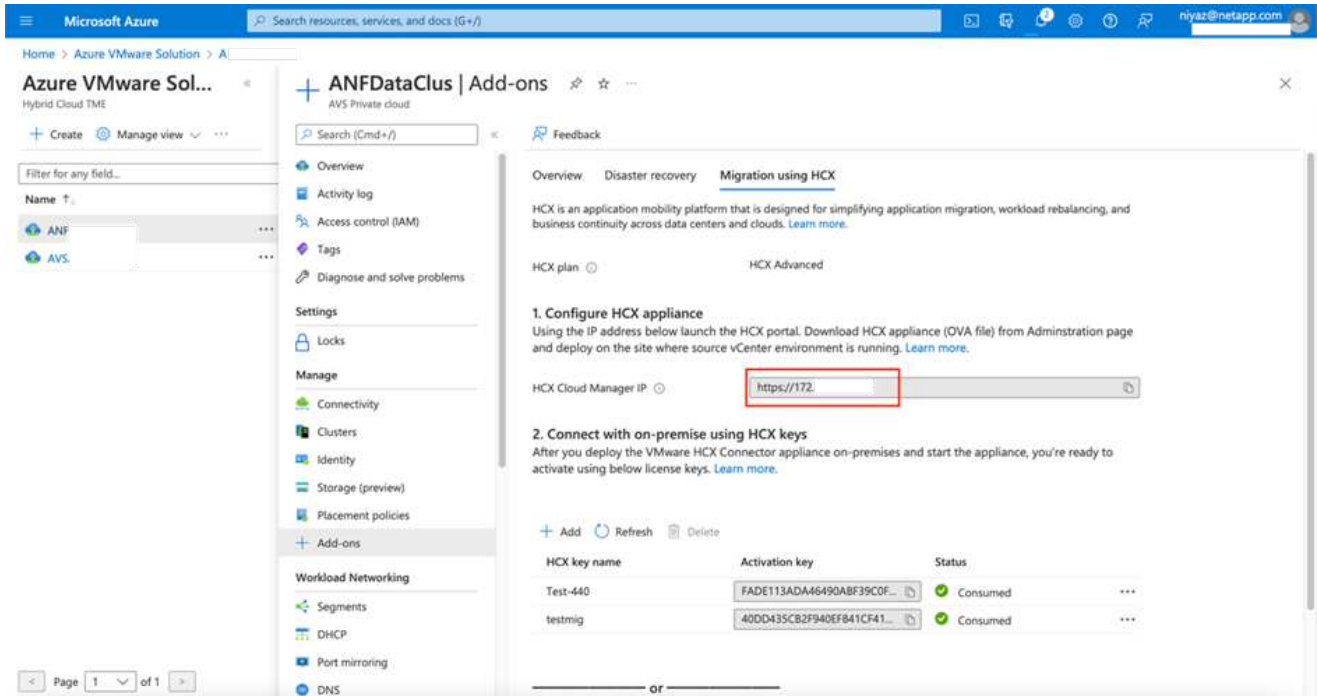 Microsoft Azure
Search resources, services, and docs (G+/)
2
niyaz@netapp.com
Home > Azure VMware Solution > A
Azure VMware Sol... «
Hybrid Cloud TME
+ Create Manage view ···
Filter for any field...
Name ↑↓
ANF ···
AVS. ···
< Page 1 of 1 >
ANFDataClus | Add-ons ···
AVS Private cloud
Search (Cmd+/) «
Overview
Activity log
Access control (IAM)
Tags
Diagnose and solve problems
Settings
Locks
Manage
Connectivity
Clusters
Identity
Storage (preview)
Placement policies
Add-ons
Workload Networking
Segments
DHCP
Port mirroring
DNS
Feedback
Overview Disaster recovery Migration using HCX
HCX is an application mobility platform that is designed for simplifying application migration, workload rebalancing, and
business continuity across data centers and clouds. Learn more.
HCX plan HCX Advanced
1. Configure HCX appliance
Using the IP address below launch the HCX portal. Download HCX appliance (OVA file) from Adminstration page
and deploy on the site where source vCenter environment is running. Learn more.
HCX Cloud Manager IP https://172.
2. Connect with on-premise using HCX keys
After you deploy the VMware HCX Connector appliance on-premises and start the appliance, you're ready to
activate using below license keys. Learn more.
+ Add Refresh Delete
HCX key name Activation key Status
Test-440 FADE113ADA46490ABF39C0F... Consumed ···
testmig 40DD435CB2F940EF841CF41... Consumed ···
or